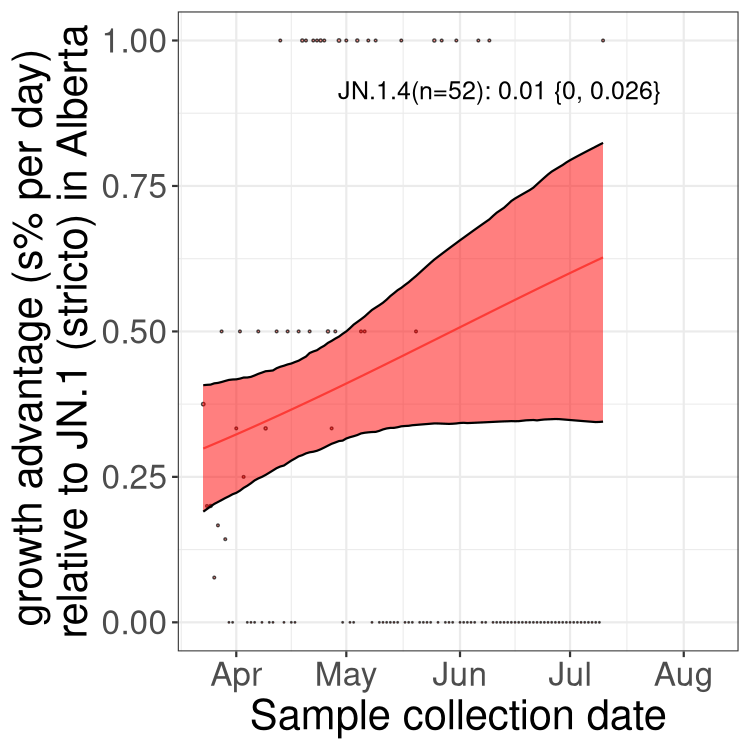 growth advantage (s% per day)
relative to JN.1 (stricto) in Alberta
1.00
JN.1.4(n=52): 0.01 {0, 0.026}
0.75
0.50
0.25
0.00
Apr May Jun Jul Aug
Sample collection date